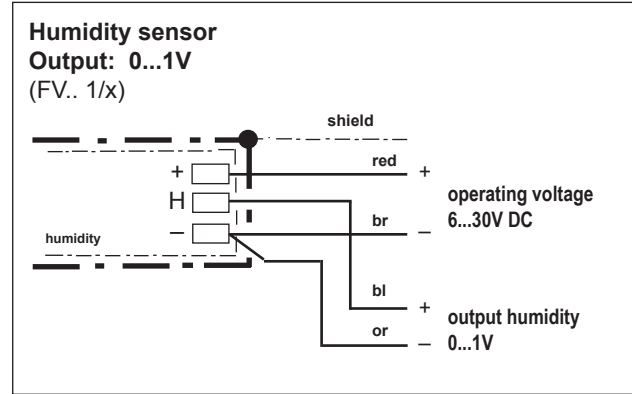 Humidity sensor
Output: 0...1V
(FV.. 1/x)
shield
red
+
+
operating voltage
H
6...30V DC
br
–
–
humidity
bl
+
output humidity
or
–
0...1V